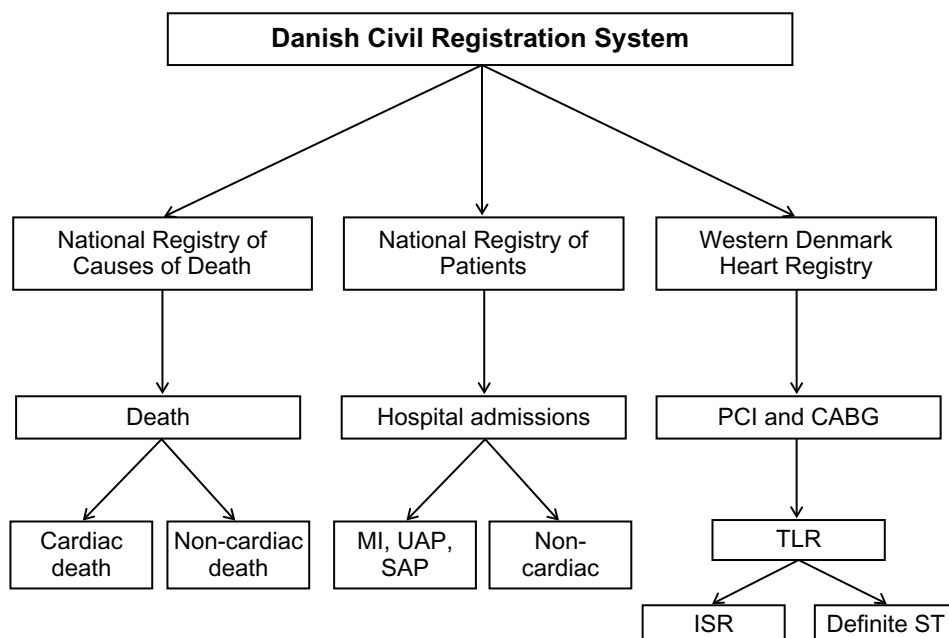 Danish Civil Registration System
National Registry of
Causes of Death
National Registry of
Patients
Western Denmark
Heart Registry
Death
Hospital admissions
PCI and CABG
Cardiac
death
Non-cardiac
death
MI, UAP,
SAP
Non-
cardiac
TLR
ISR
Definite ST